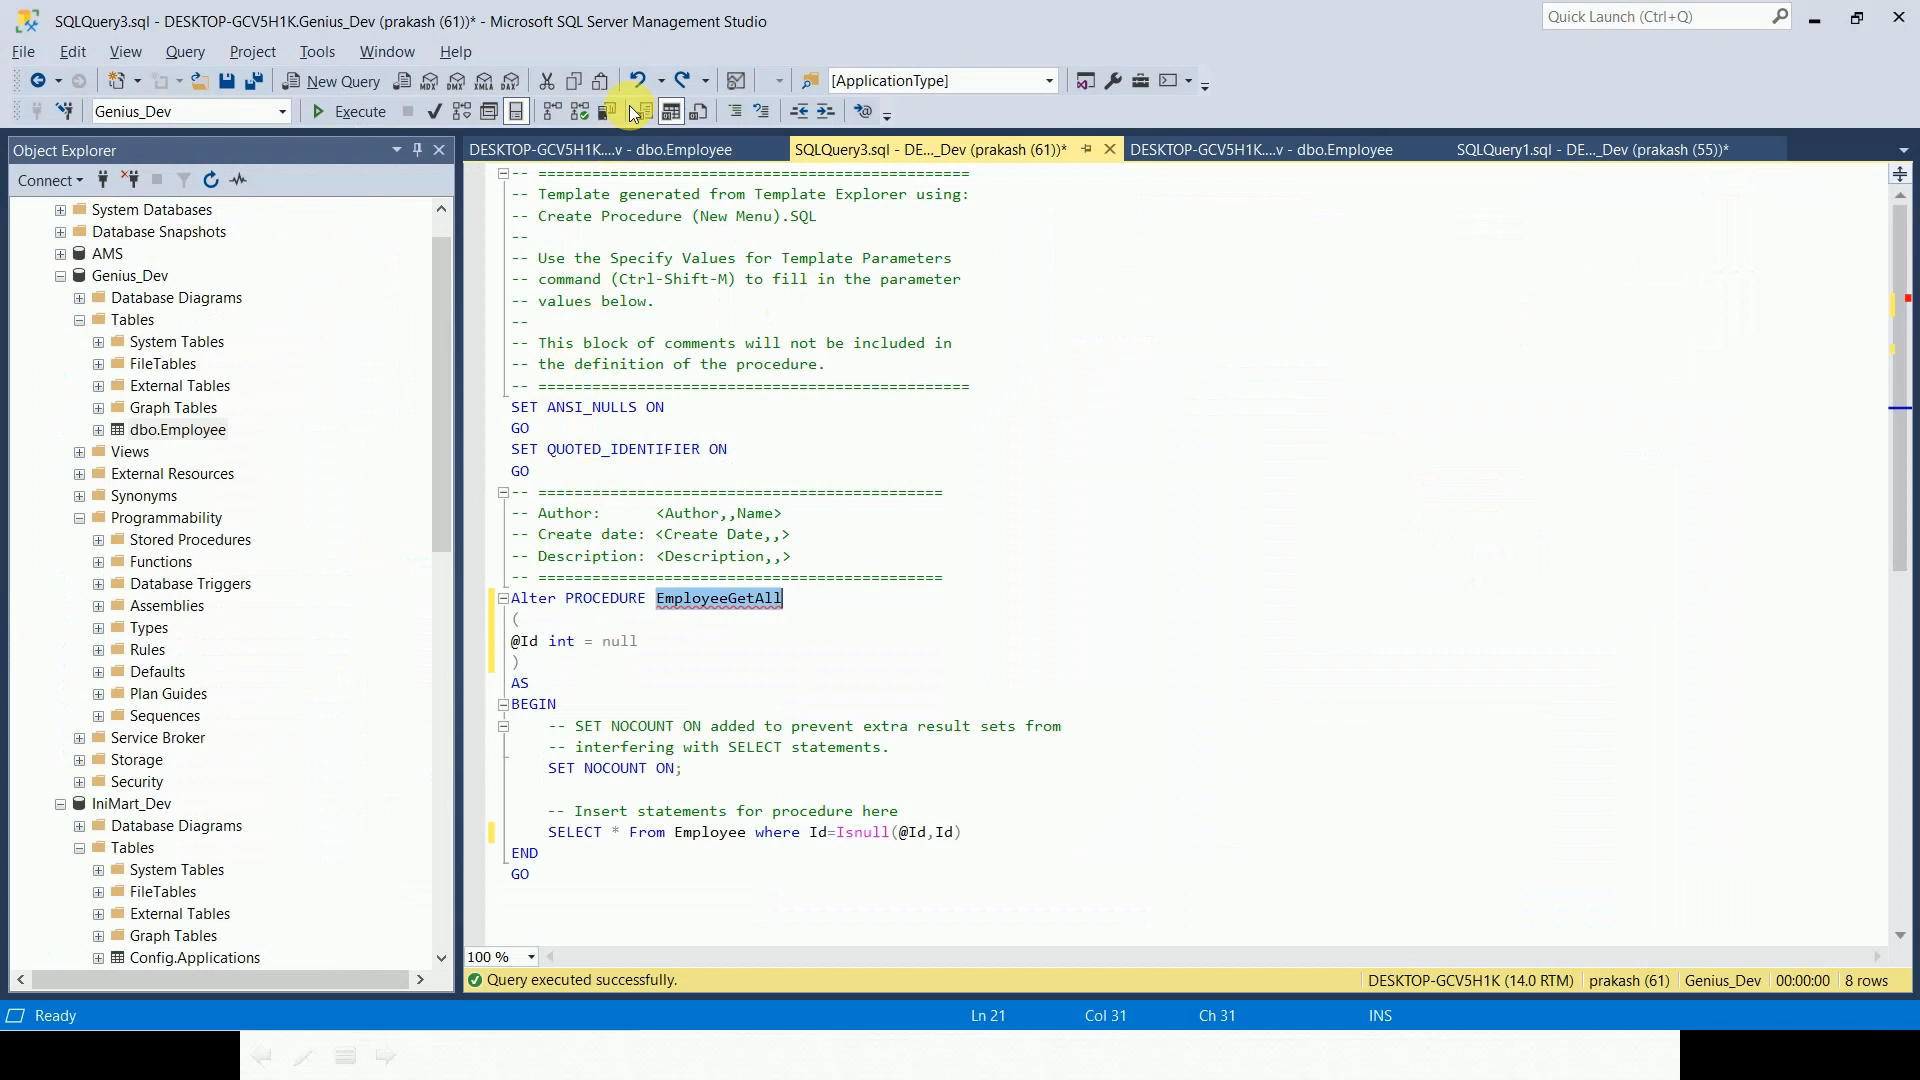 SQLQuery3.sql - DESKTOP-GCV5H1K.Genius_Dev (prakash (61))* - Microsoft SQL Server Management Studio
Quick Launch (Ctrl+Q)
File Edit View Query Project Tools Window Help
New Query
MDX DMX XMLA DAX
[ApplicationType]
Genius_Dev
Execute
Object Explorer
DESKTOP-GCV5H1K....v - dbo.Employee
SQLQuery3.sql - DE..._Dev (prakash (61))*
DESKTOP-GCV5H1K....v - dbo.Employee
SQLQuery1.sql - DE..._Dev (prakash (55))*
Connect
System Databases
Database Snapshots
AMS
Genius_Dev
Database Diagrams
Tables
System Tables
FileTables
External Tables
Graph Tables
dbo.Employee
Views
External Resources
Synonyms
Programmability
Stored Procedures
Functions
Database Triggers
Assemblies
Types
Rules
Defaults
Plan Guides
Sequences
Service Broker
Storage
Security
IniMart_Dev
Database Diagrams
Tables
System Tables
FileTables
External Tables
Graph Tables
Config.Applications
-- ================================================
-- Template generated from Template Explorer using:
-- Create Procedure (New Menu).SQL
--
-- Use the Specify Values for Template Parameters
-- command (Ctrl-Shift-M) to fill in the parameter
-- values below.
--
-- This block of comments will not be included in
-- the definition of the procedure.
-- ================================================
SET ANSI_NULLS ON
GO
SET QUOTED_IDENTIFIER ON
GO
-- =============================================
-- Author: <Author,,Name>
-- Create date: <Create Date,,>
-- Description: <Description,,>
-- =============================================
Alter PROCEDURE EmployeeGetAll
(
@Id int = null
)
AS
BEGIN
-- SET NOCOUNT ON added to prevent extra result sets from
-- interfering with SELECT statements.
SET NOCOUNT ON;
-- Insert statements for procedure here
SELECT * From Employee where Id=Isnull(@Id,Id)
END
GO
100 %
Query executed successfully.
DESKTOP-GCV5H1K (14.0 RTM) prakash (61) Genius_Dev 00:00:00 8 rows
Ready
Ln 21 Col 31 Ch 31 INS